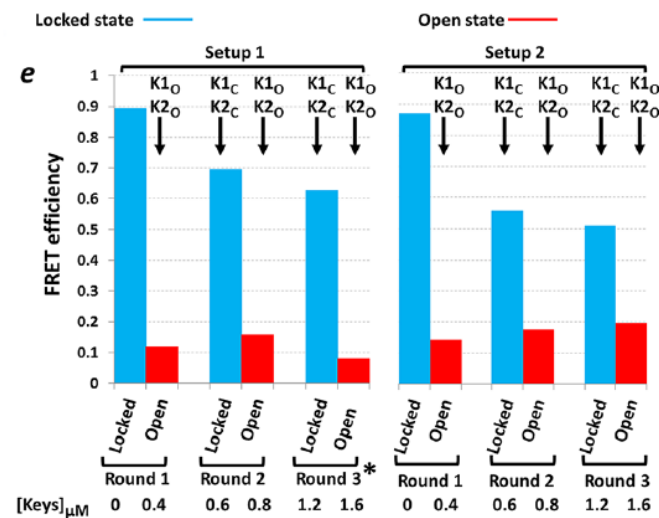 Locked state Open state
Setup 1 Setup 2
e
K1O K1C K1O K1C K1O K1O K1C K1O K1C K1O
K2O K2C K2O K2C K2O K2O K2C K2O K2C K2O
1
0.9
0.8
0.7
0.6
0.5
0.4
0.3
0.2
0.1
0
FRET efficiency
Locked Open Locked Open Locked Open Locked Open Locked Open Locked Open
Round 1 Round 2 Round 3 * Round 1 Round 2 Round 3
[Keys]μM 0 0.4 0.6 0.8 1.2 1.6 0 0.4 0.6 0.8 1.2 1.6